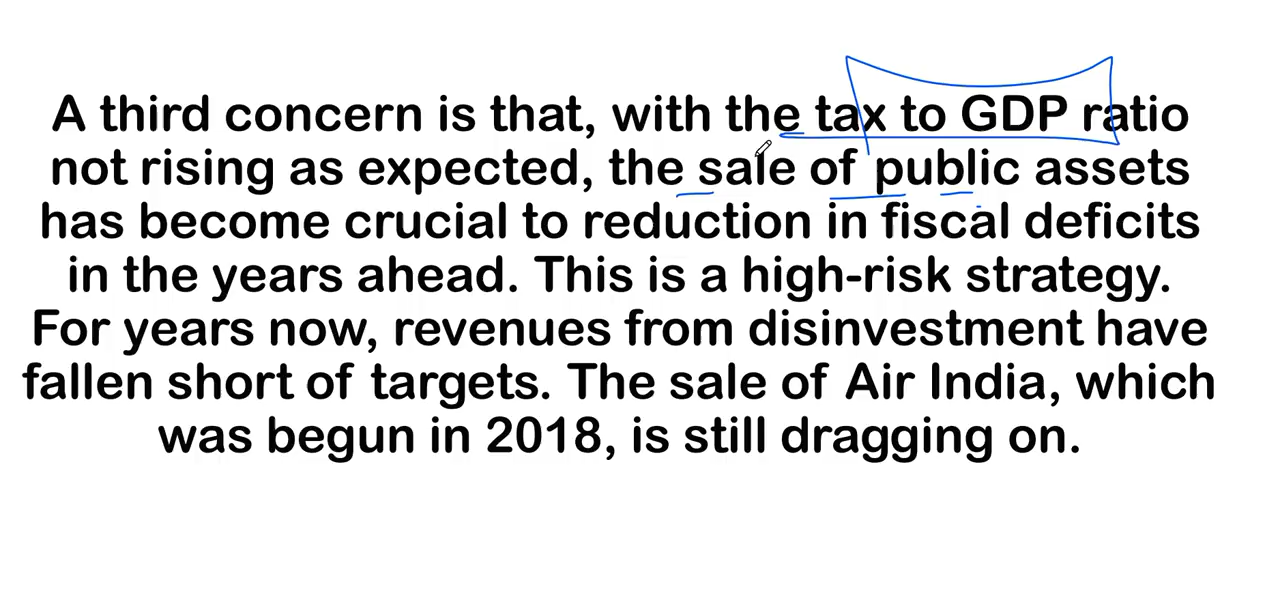 A third concern is that, with the tax to GDP ratio
not rising as expected, the sale of public assets
has become crucial to reduction in fiscal deficits
in the years ahead. This is a high-risk strategy.
For years now, revenues from disinvestment have
fallen short of targets. The sale of Air India, which
was begun in 2018, is still dragging on.